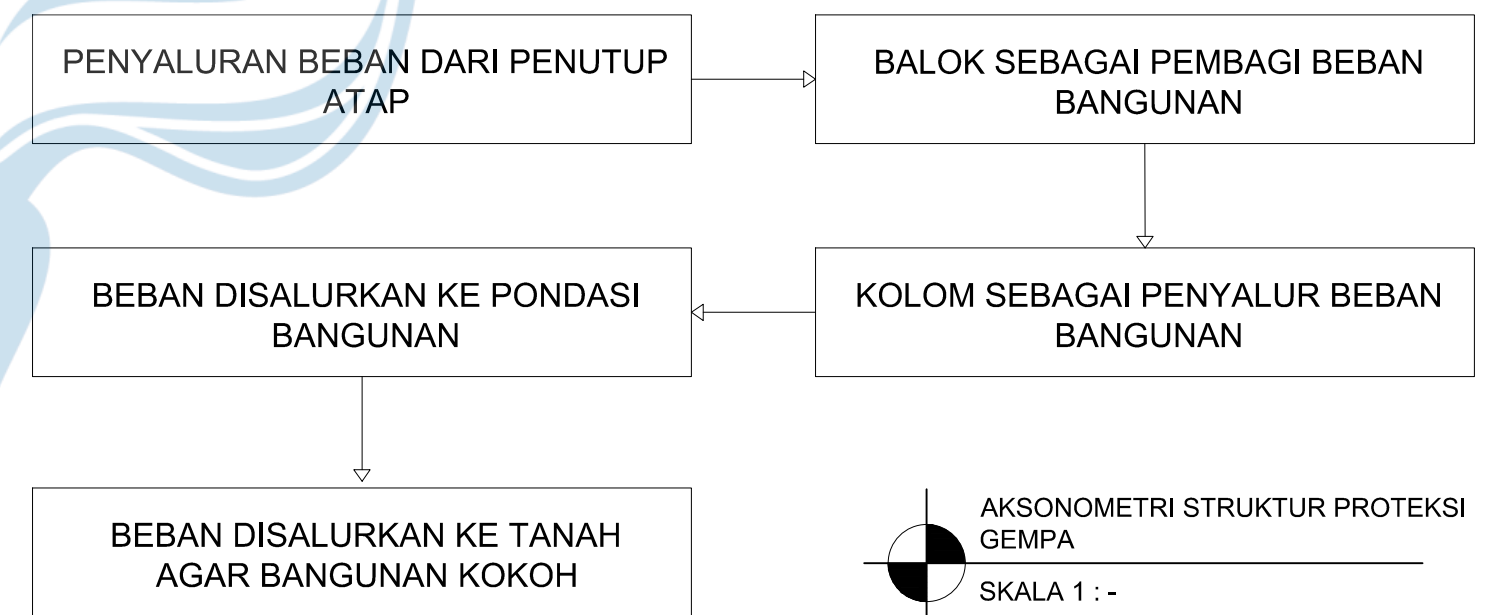 PENYALURAN BEBAN DARI PENUTUP
ATAP
BALOK SEBAGAI PEMBAGI BEBAN
BANGUNAN
KOLOM SEBAGAI PENYALUR BEBAN
BANGUNAN
BEBAN DISALURKAN KE PONDASI
BANGUNAN
BEBAN DISALURKAN KE TANAH
AGAR BANGUNAN KOKOH
AKSONOMETRI STRUKTUR PROTEKSI
GEMPA
SKALA 1 : -